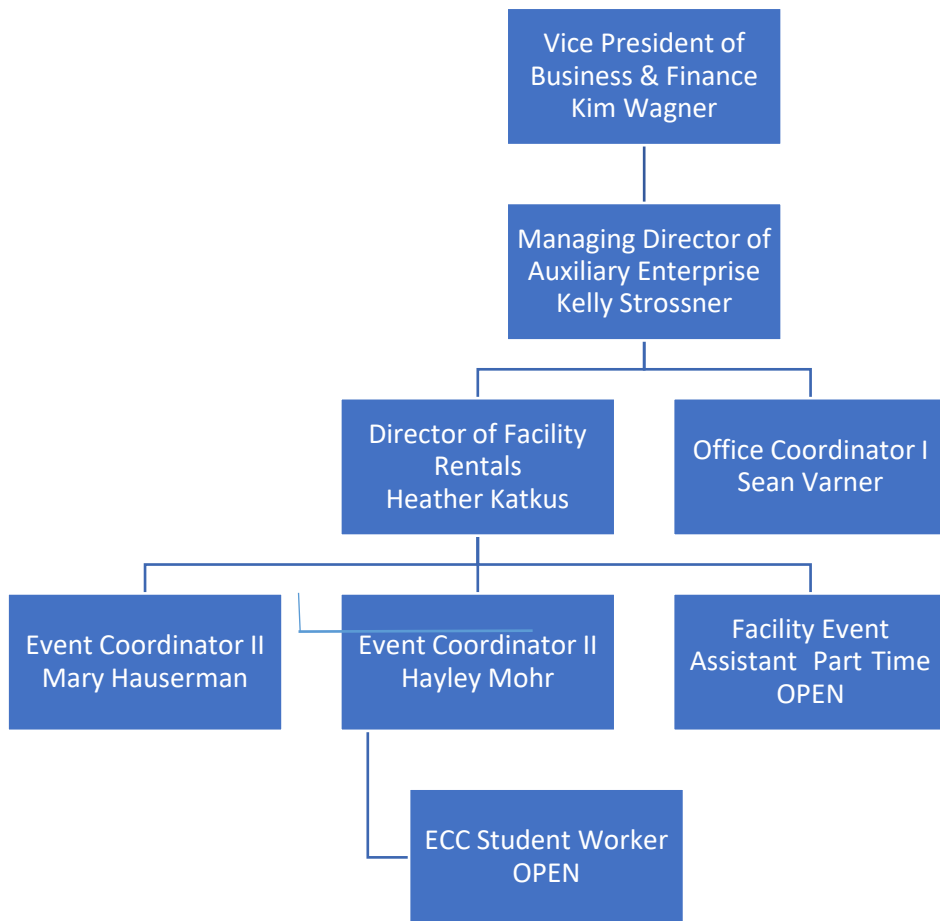 Vice President of
Business & Finance
Kim Wagner
Managing Director of
Auxiliary Enterprise
Kelly Strossner
Director of Facility
Rentals
Heather Katkus
Office Coordinator I
Sean Varner
Event Coordinator II
Mary Hauserman
Event Coordinator II
Hayley Mohr
Facility Event
Assistant  Part Time
OPEN
ECC Student Worker
OPEN